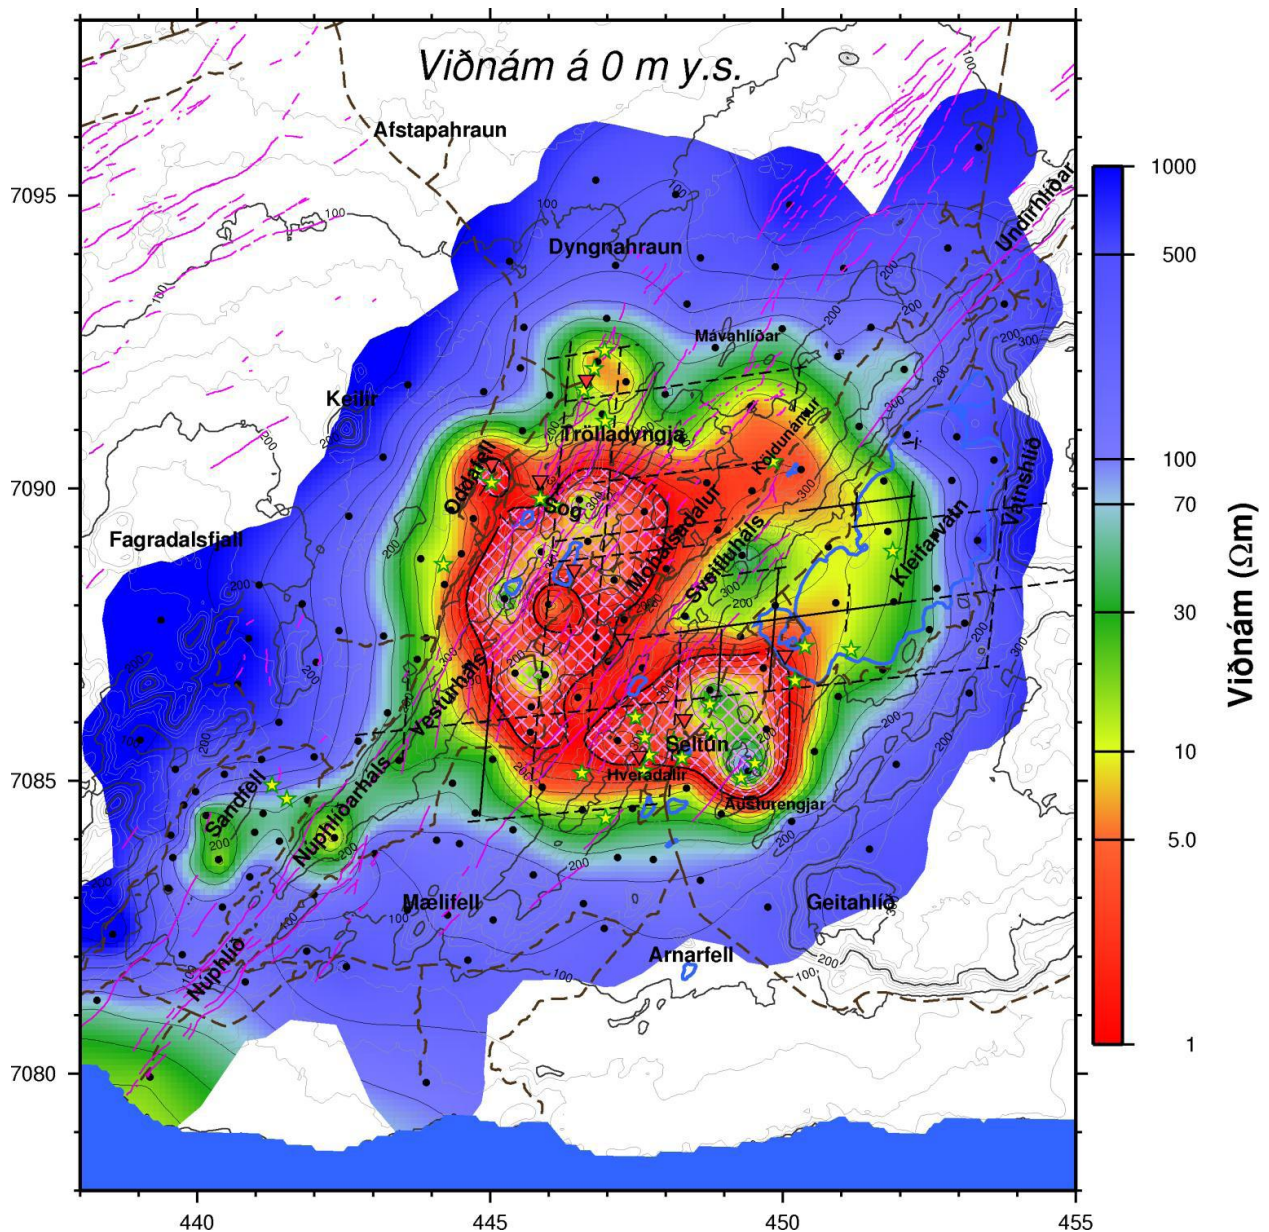 Viðnám á 0 m y.s.
Afstapahraun
Undirhlíðar
Dyngnahraun
Mávahlíðar
Keilir
Trölladyngja
Köldunámur
Oddafell
Sog
Móhálsadalur
Sveifluháls
Kleifarvatn
Vatnshlíð
Fagradalsfjall
Vesturháls
Seltún
Hveradalir
Austurengjar
Sandfell
Núphlíðarháls
Mælifell
Geitahlíð
Núphlíð
Arnarfell
7095
7090
7085
7080
440
445
450
455
1000
500
100
70
30
10
5.0
1
Viðnám (Ωm)